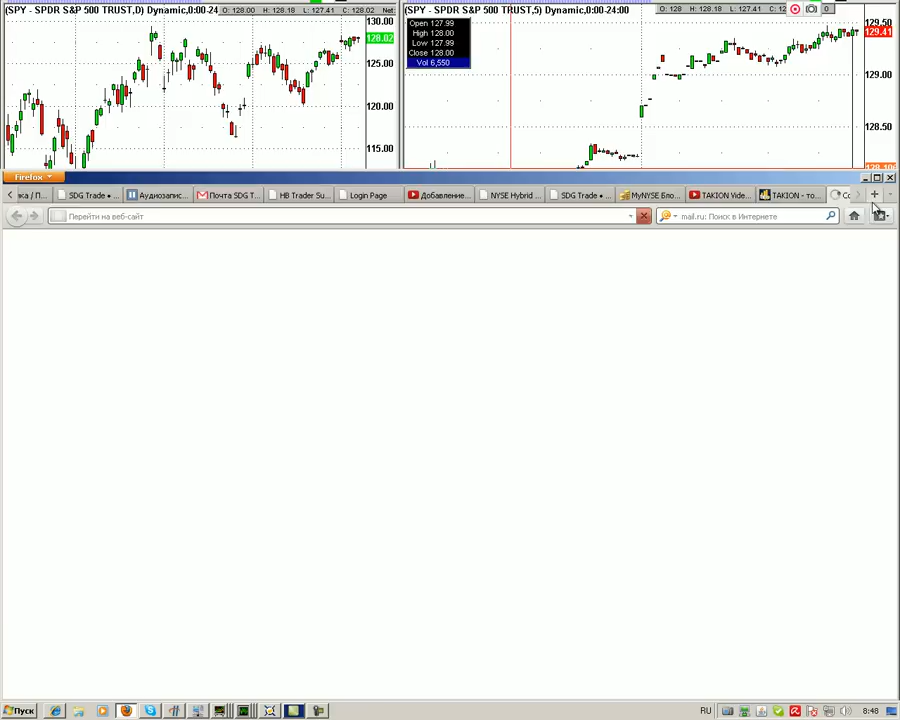 (SPY - SPDR S&P 500 TRUST,D) Dynamic,0:00-24
O: 128.00 H: 128.18 L: 127.41 C: 128.02 Net:
130.00
128.02
125.00
120.00
115.00
(SPY - SPDR S&P 500 TRUST,5) Dynamic,0:00-24:00
O: 128 H: 128.18 L: 127.41 C: 0
Open 127.99
High 128.00
Low 127.99
Close 128.00
Vol 6,550
129.50
129.41
129.00
128.50
128.106
Firefox
жа / П...
SDG Trade •...
Аудиозапис...
Почта SDG T...
HB Trader Su...
Login Page
Добавление...
NYSE Hybrid ...
SDG Trade •...
MyNYSE Бло...
TAKION Vide...
TAKION - то...
Со
Перейти на веб-сайт
mail.ru: Поиск в Интернете
Пуск
RU
8:48